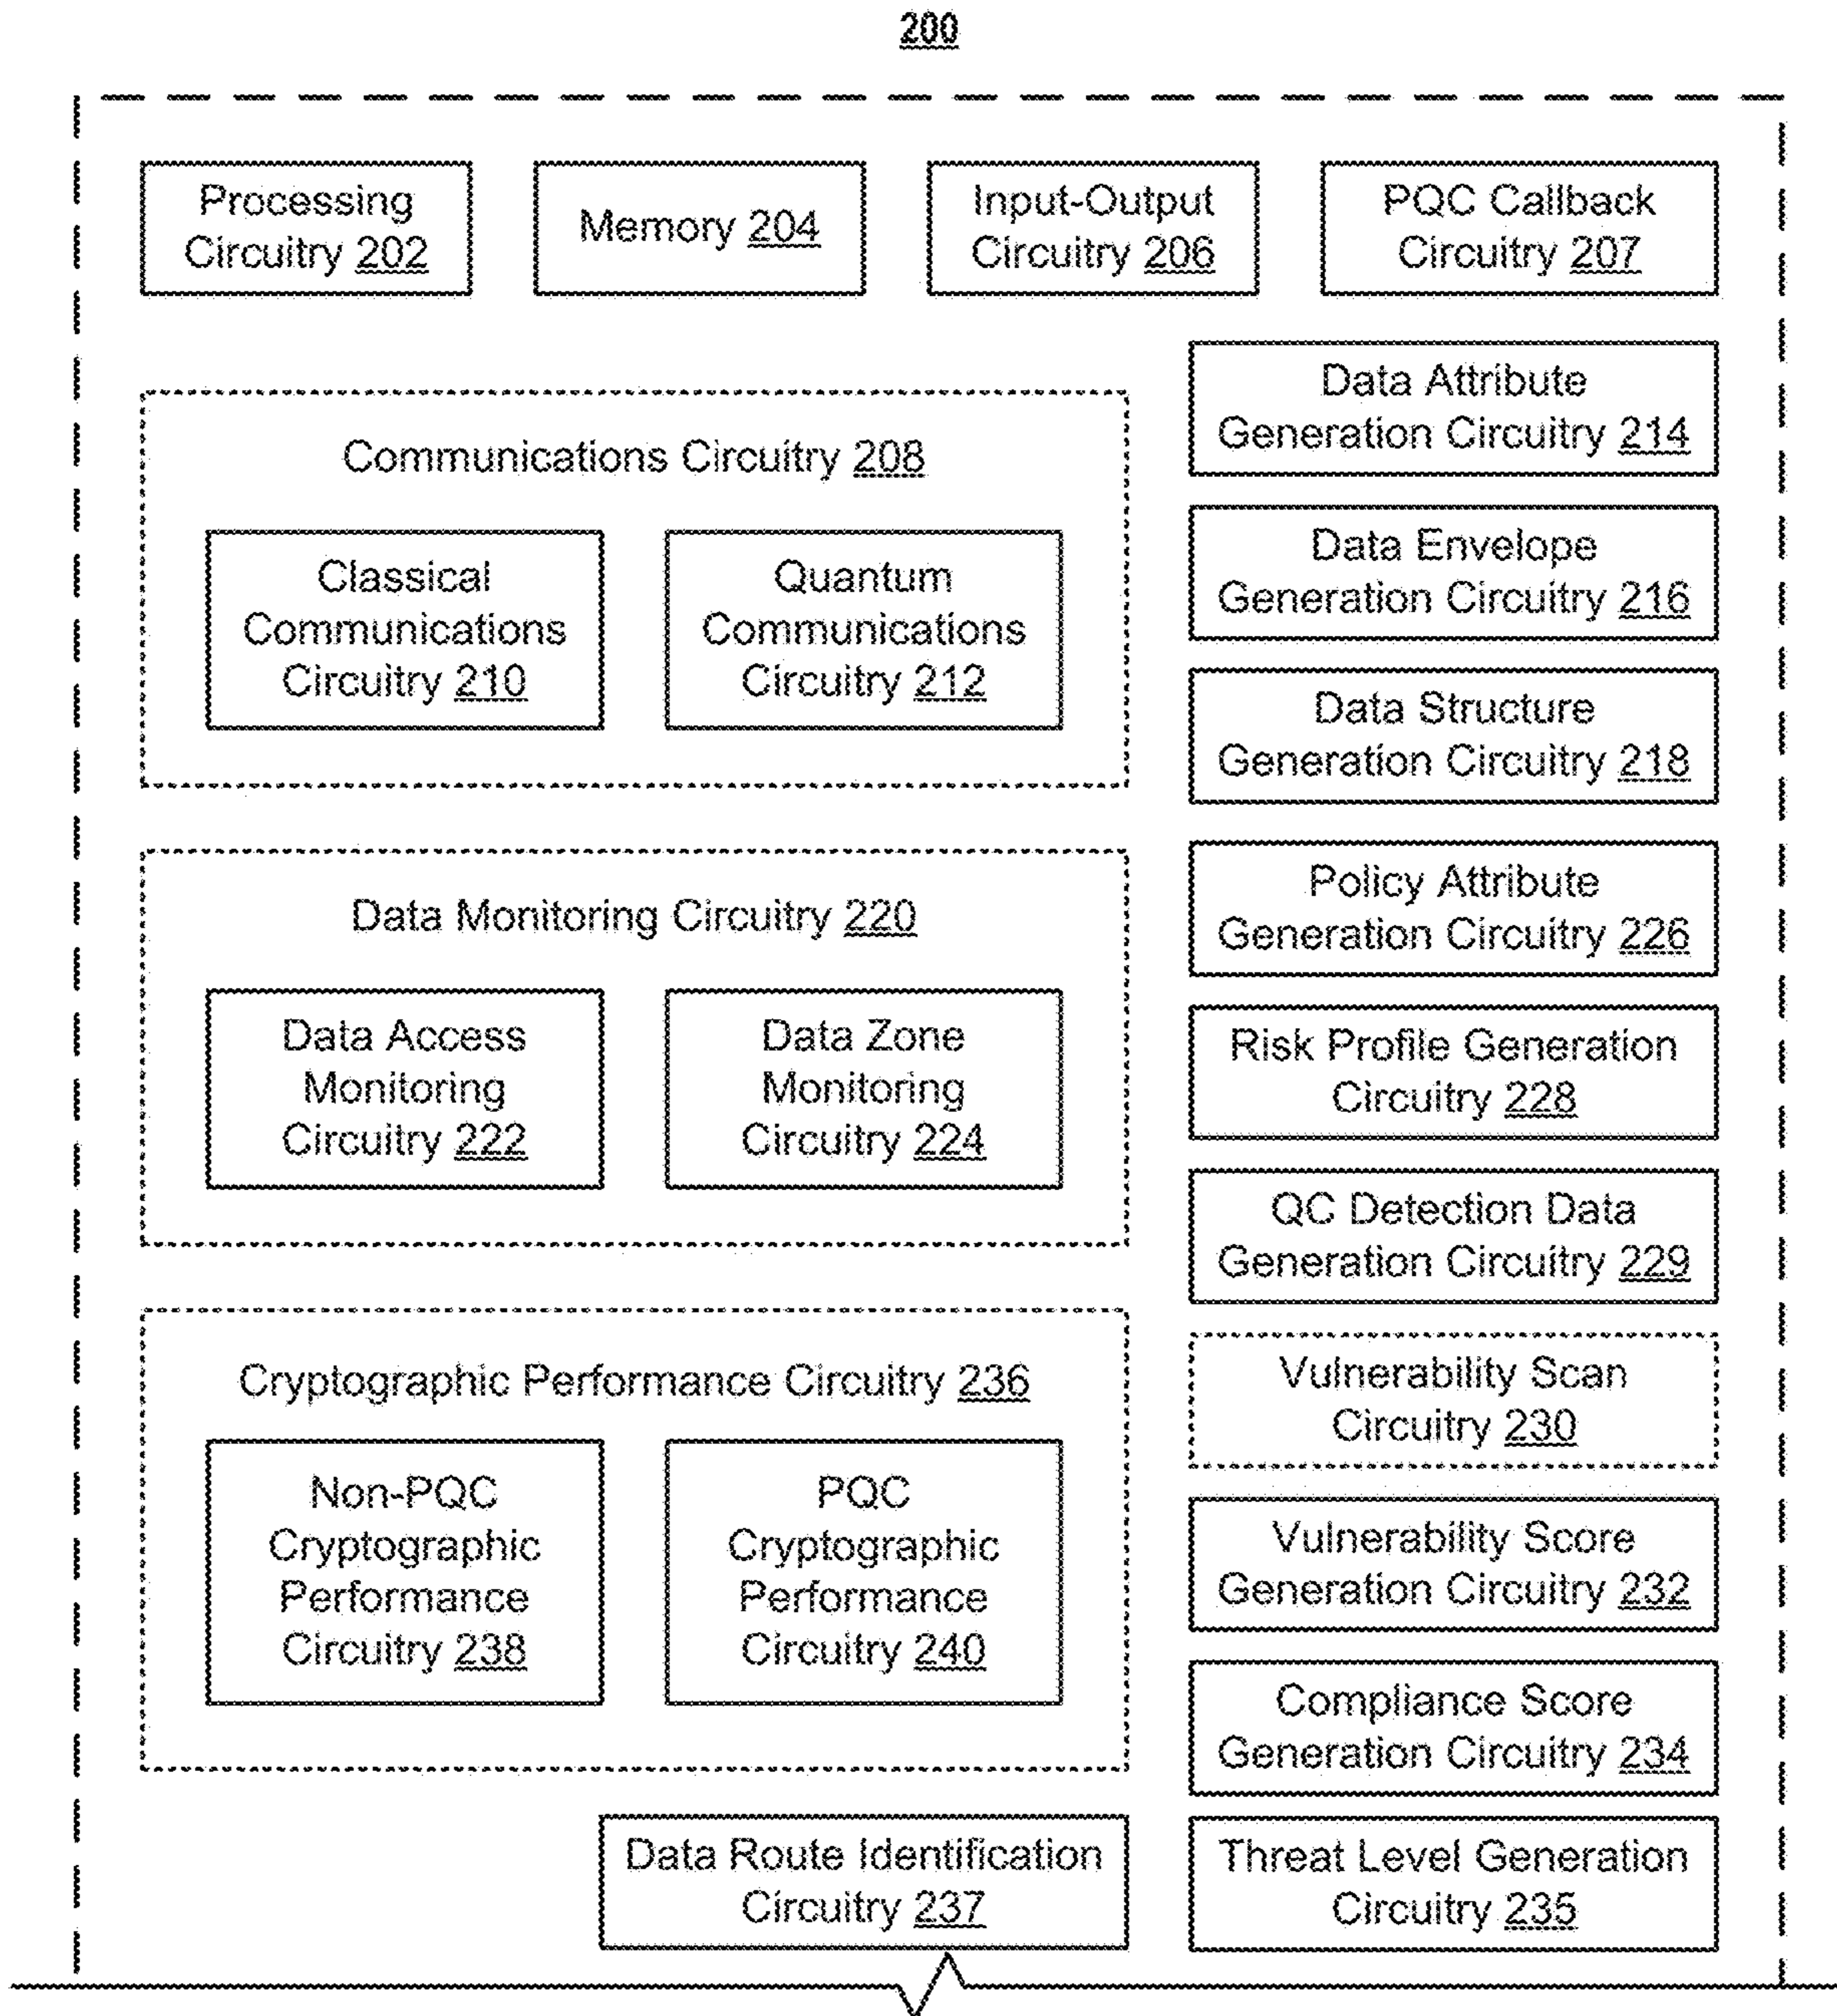 200
Processing
Circuitry 202
Memory 204
Input-Output
Circuitry 206
PQC Callback
Circuitry 207
Communications Circuitry 208
Classical
Communications
Circuitry 210
Quantum
Communications
Circuitry 212
Data Attribute
Generation Circuitry 214
Data Envelope
Generation Circuitry 216
Data Structure
Generation Circuitry 218
Data Monitoring Circuitry 220
Data Access
Monitoring
Circuitry 222
Data Zone
Monitoring
Circuitry 224
Policy Attribute
Generation Circuitry 226
Risk Profile Generation
Circuitry 228
QC Detection Data
Generation Circuitry 229
Cryptographic Performance Circuitry 236
Non-PQC
Cryptographic
Performance
Circuitry 238
PQC
Cryptographic
Performance
Circuitry 240
Vulnerability Scan
Circuitry 230
Vulnerability Score
Generation Circuitry 232
Compliance Score
Generation Circuitry 234
Data Route Identification
Circuitry 237
Threat Level Generation
Circuitry 235